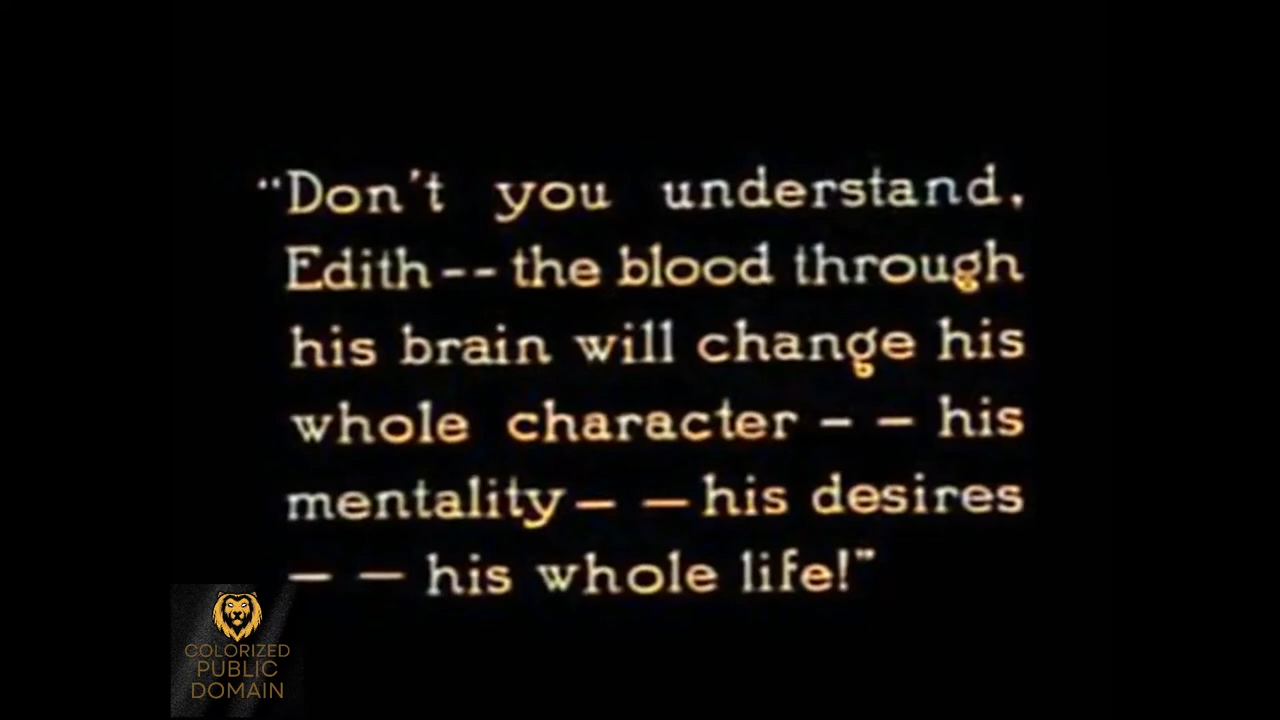 “Don't you understand,
Edith--the blood through
his brain will change his
whole character -- his
mentality-- his desires
-- his whole life!”
COLORIZED
PUBLIC
DOMAIN